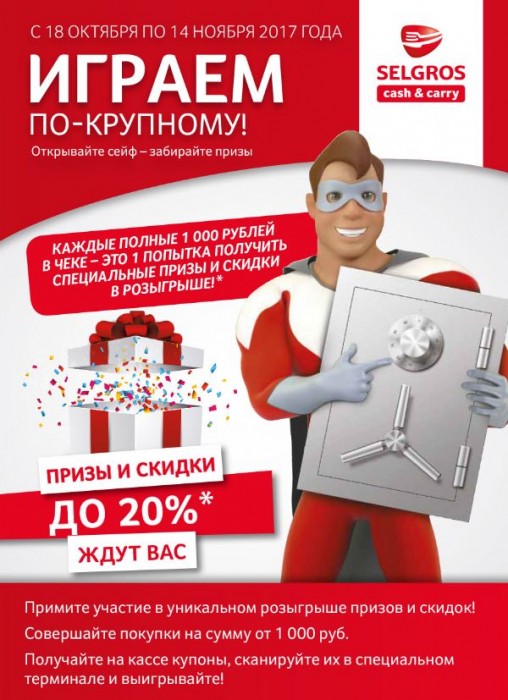 С 18 ОКТЯБРЯ ПО 14 НОЯБРЯ 2017 ГОДА
ИГРАЕМ
ПО-КРУПНОМУ!
Открывайте сейф – забирайте призы
SELGROS
cash & carry
КАЖДЫЕ ПОЛНЫЕ 1 000 РУБЛЕЙ
В ЧЕКЕ – ЭТО 1 ПОПЫТКА ПОЛУЧИТЬ
СПЕЦИАЛЬНЫЕ ПРИЗЫ И СКИДКИ
В РОЗЫГРЫШЕ!*
ПРИЗЫ И СКИДКИ
ДО 20%*
ЖДУТ ВАС
Примите участие в уникальном розыгрыше призов и скидок!
Совершайте покупки на сумму от 1 000 руб.
Получайте на кассе купоны, сканируйте их в специальном
терминале и выигрывайте!